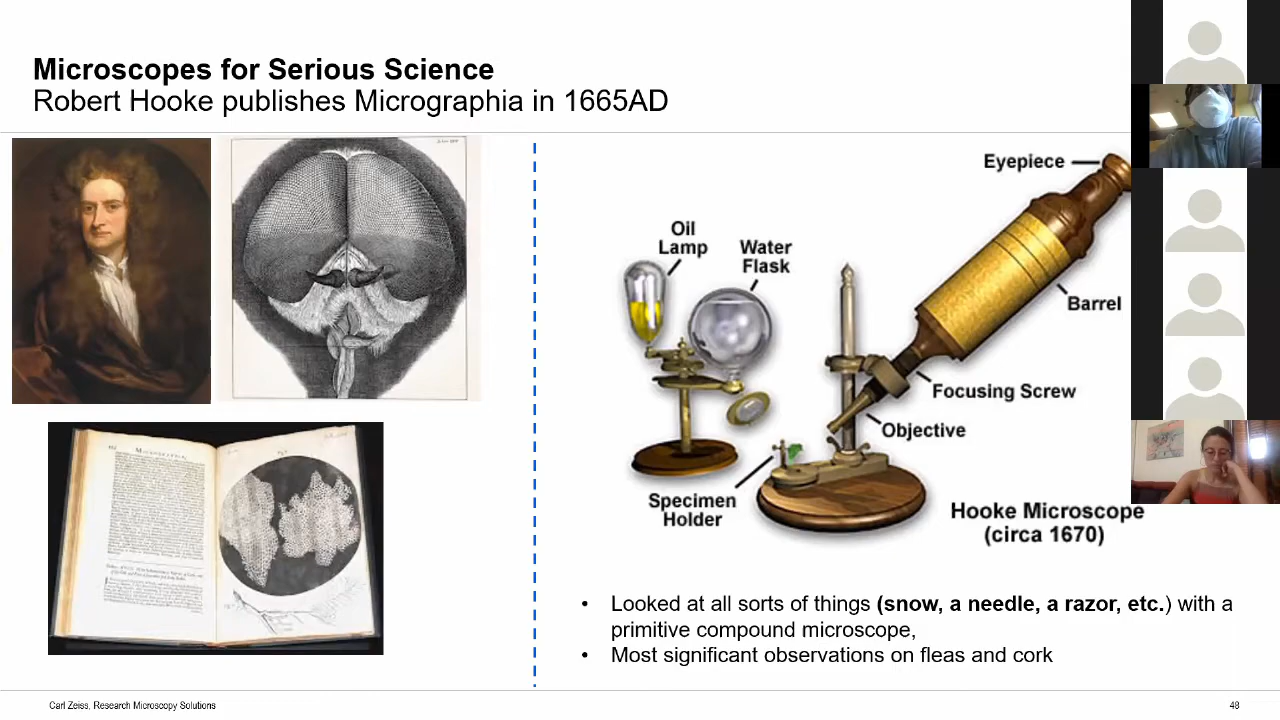 Microscopes for Serious Science
Robert Hooke publishes Micrographia in 1665AD
Eyepiece
Oil
Lamp
Water
Flask
Barrel
Focusing Screw
Objective
Specimen
Holder
Hooke Microscope
(circa 1670)
• Looked at all sorts of things (snow, a needle, a razor, etc.) with a
primitive compound microscope,
• Most significant observations on fleas and cork
Carl Zeiss, Research Microscopy Solutions
48